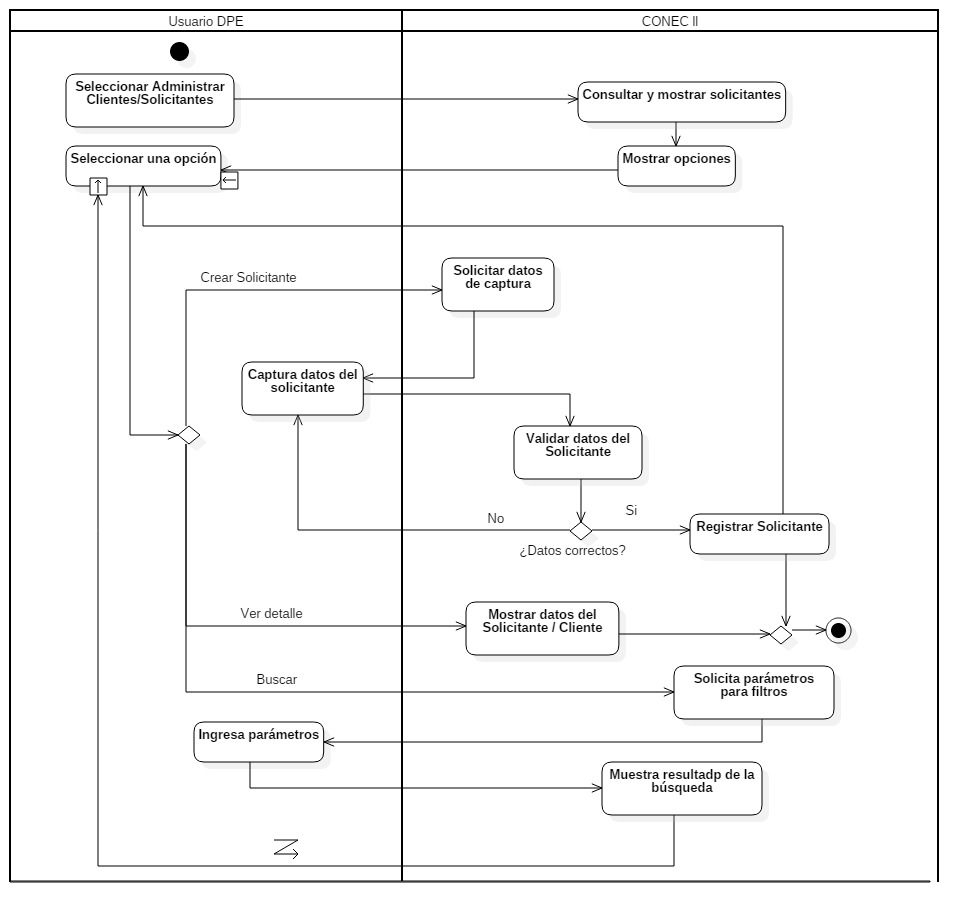 Usuario DPE
CONEC II
Seleccionar Administrar
Clientes/Solicitantes
Consultar y mostrar solicitantes
Seleccionar una opción
Mostrar opciones
Crear Solicitante
Solicitar datos
de captura
Captura datos del
solicitante
Validar datos del
Solicitante
No
Si
Registrar Solicitante
¿Datos correctos?
Ver detalle
Mostrar datos del
Solicitante / Cliente
Buscar
Solicita parámetros
para filtros
Ingresa parámetros
Muestra resultadp de la
búsqueda